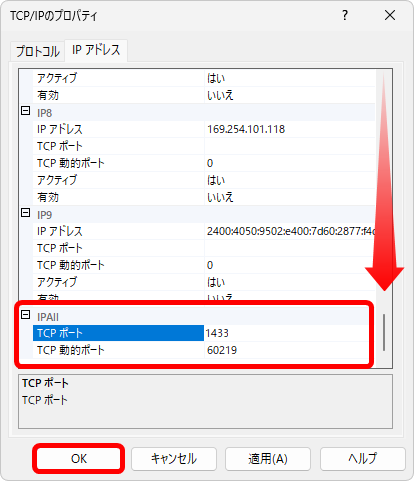 TCP/IPのプロパティ
プロトコル IP アドレス
アクティブ はい
有効 いいえ
IP8
IP アドレス 169.254.101.118
TCP ポート
TCP 動的ポート 0
アクティブ はい
有効 いいえ
IP9
IP アドレス 2400:4050:9502:e400:7d60:2877:f4
TCP ポート
TCP 動的ポート 0
アクティブ はい
有効 いいえ
IPAll
TCP ポート 1433
TCP 動的ポート 60219
TCP ポート
TCP ポート
OK キャンセル 適用(A) ヘルプ